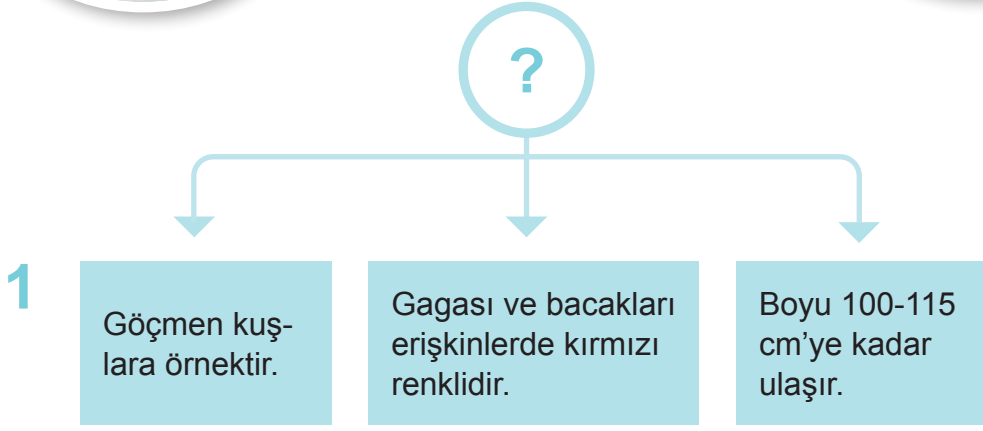 ?
1
Göçmen kuş-
lara örnektir.
Gagası ve bacakları
erişkinlerde kırmızı
renklidir.
Boyu 100-115
cm’ye kadar
ulaşır.